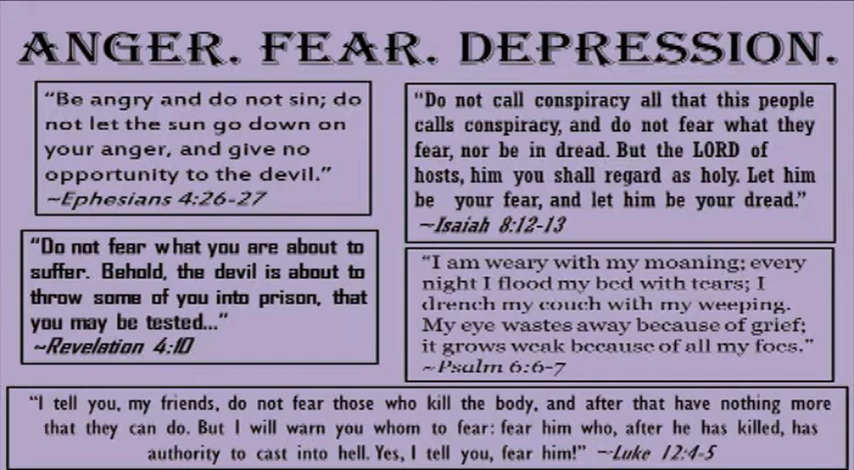 ANGER. FEAR. DEPRESSION.
“Be angry and do not sin; do
not let the sun go down on
your anger, and give no
opportunity to the devil.”
~Ephesians 4:26-27
“Do not fear what you are about to
suffer. Behold, the devil is about to
throw some of you into prison, that
you may be tested...”
~Revelation 4:10
“Do not call conspiracy all that this people
calls conspiracy, and do not fear what they
fear, nor be in dread. But the LORD of
hosts, him you shall regard as holy. Let him
be your fear, and let him be your dread.”
~Isaiah 8:12-13
“I am weary with my moaning; every
night I flood my bed with tears; I
drench my couch with my weeping.
My eye wastes away because of grief;
it grows weak because of all my foes.”
~Psalm 6:6-7
“I tell you, my friends, do not fear those who kill the body, and after that have nothing more
that they can do. But I will warn you whom to fear: fear him who, after he has killed, has
authority to cast into hell. Yes, I tell you, fear him!” ~Luke 12:4-5